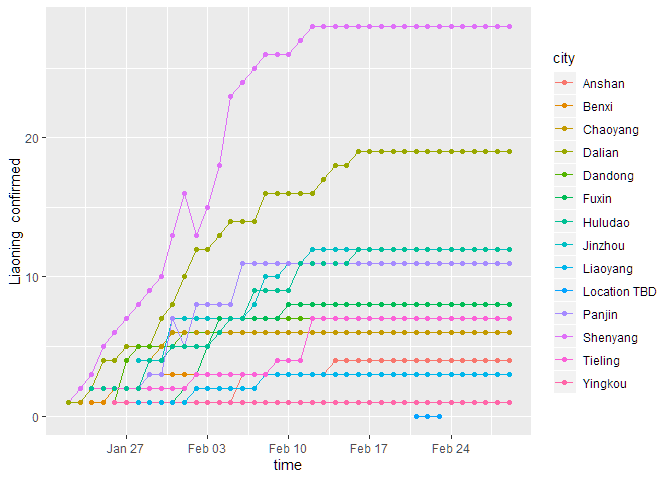 city
Anshan
Benxi
Chaoyang
Dalian
Dandong
Fuxin
Huludao
Jinzhou
Liaoyang
Location TBD
Panjin
Shenyang
Tieling
Yingkou
Liaoning confirmed
20
10
0
Jan 27 Feb 03 Feb 10 Feb 17 Feb 24
time